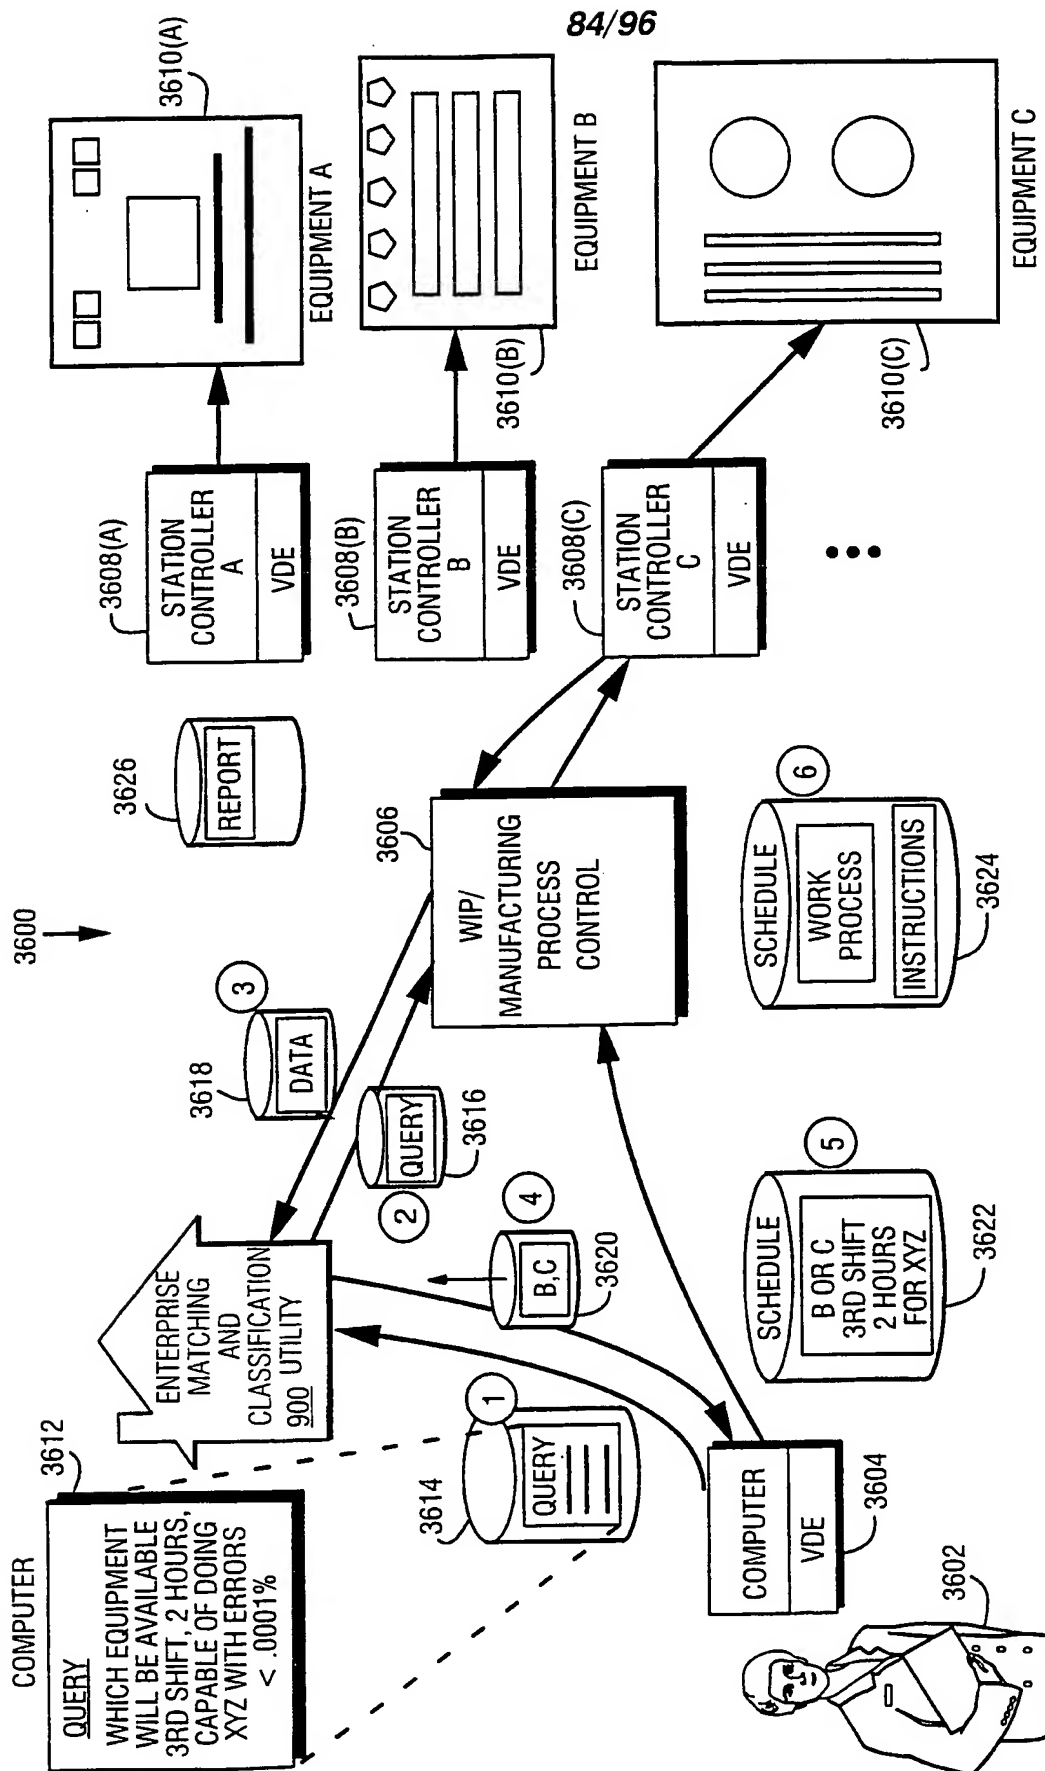 84/96
3600
COMPUTER
3612
QUERY
WHICH EQUIPMENT
WILL BE AVAILABLE
3RD SHIFT, 2 HOURS,
CAPABLE OF DOING
XYZ WITH ERRORS
< .0001%
ENTERPRISE
MATCHING
AND
CLASSIFICATION
900 UTILITY
3614
QUERY
1
COMPUTER
VDE
3604
3602
2
QUERY
3616
3618
DATA
3
4
B,C
3620
3606
WIP/
MANUFACTURING
PROCESS
CONTROL
5
SCHEDULE
B OR C
3RD SHIFT
2 HOURS
FOR XYZ
3622
6
SCHEDULE
WORK
PROCESS
INSTRUCTIONS
3624
3626
REPORT
3608(A)
STATION
CONTROLLER
A
VDE
3608(B)
STATION
CONTROLLER
B
VDE
3608(C)
STATION
CONTROLLER
C
VDE
3610(A)
EQUIPMENT A
3610(B)
EQUIPMENT B
3610(C)
EQUIPMENT C